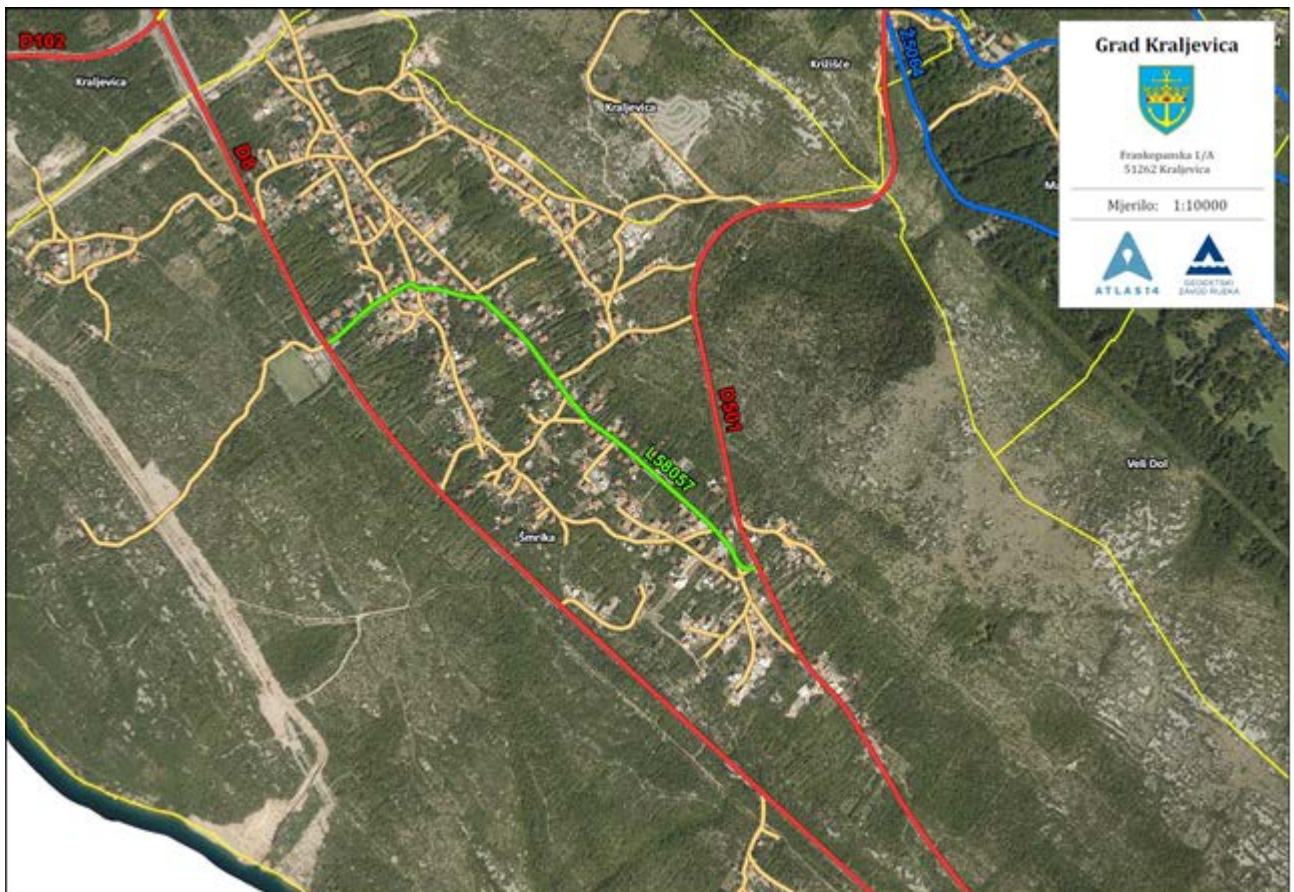 D102
Kraljevica
Kraljevica
Križišće
Ž5064
D8
D501
L58057
Šmrika
Veli Dol
Grad Kraljevica
Frankopanska 1/A
51262 Kraljevica
Mjerilo: 1:10000
ATLAS14
GEODETSKI
ZAVOD RIJEKA